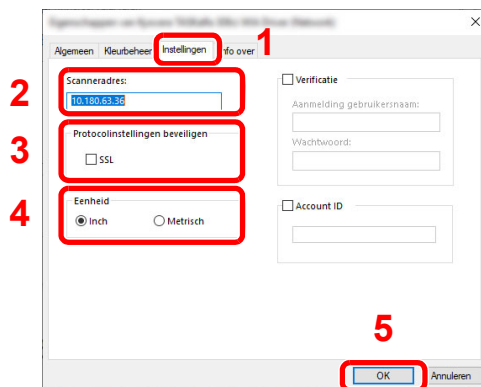 Algemeen Kleurbeheer Instellingen nfo over
1
2
Scanneradres:
10.180.63.36
3
Protocolinstellingen beveiligen
SSL
4
Eenheid
Inch Metrisch
Verificatie
Aanmelding gebruikersnaam:
Wachtwoord:
Account ID
5
OK Annuleren